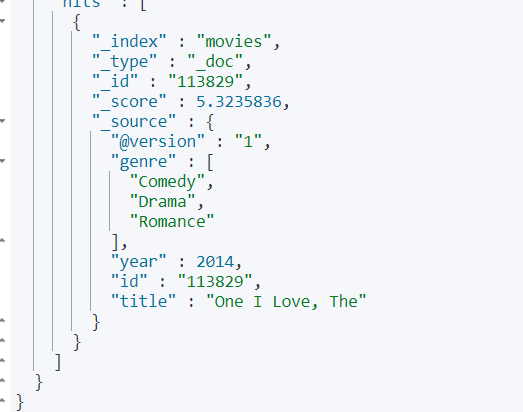 "hits" : [
{
"_index" : "movies",
"_type" : "_doc",
"_id" : "113829",
"_score" : 5.3235836,
"_source" : {
"@version" : "1",
"genre" : [
"Comedy",
"Drama",
"Romance"
],
"year" : 2014,
"id" : "113829",
"title" : "One I Love, The"
}
}
]
}
}